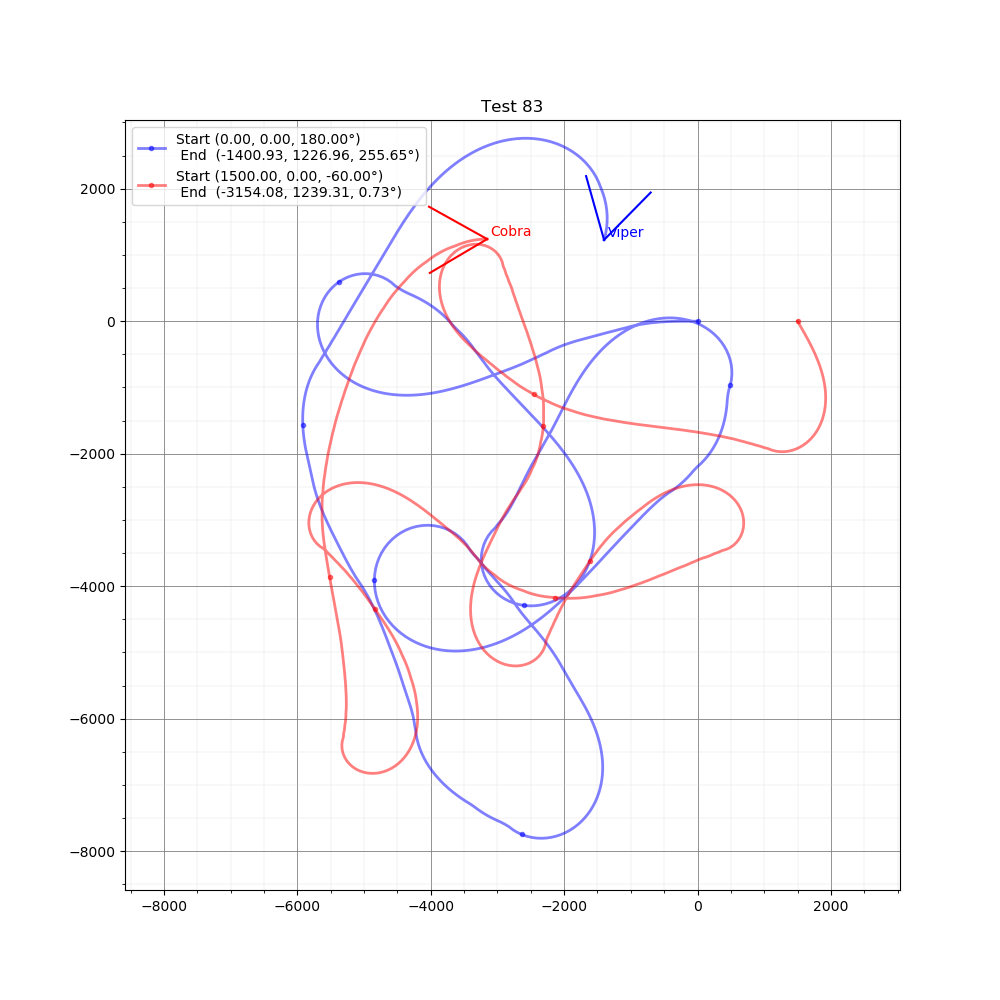 Test 83
Start (0.00, 0.00, 180.00°)
End  (-1400.93, 1226.96, 255.65°)
Start (1500.00, 0.00, -60.00°)
End  (-3154.08, 1239.31, 0.73°)
Cobra
Viper
2000
0
−2000
−4000
−6000
−8000
−8000 −6000 −4000 −2000 0 2000